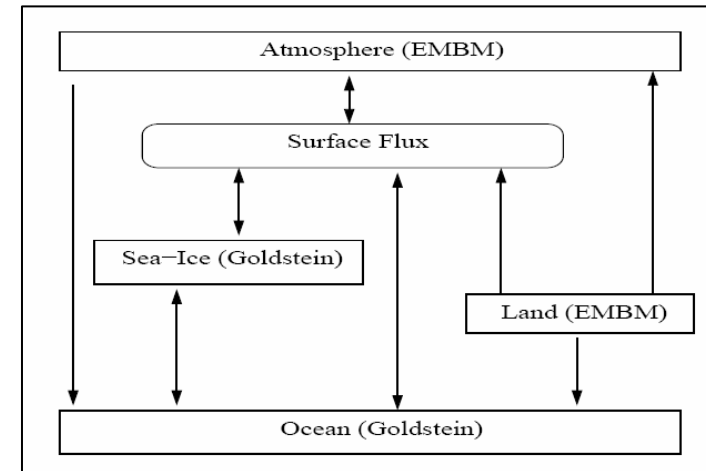 Atmosphere (EMBM)
Surface Flux
Sea-Ice (Goldstein)
Land (EMBM)
Ocean (Goldstein)